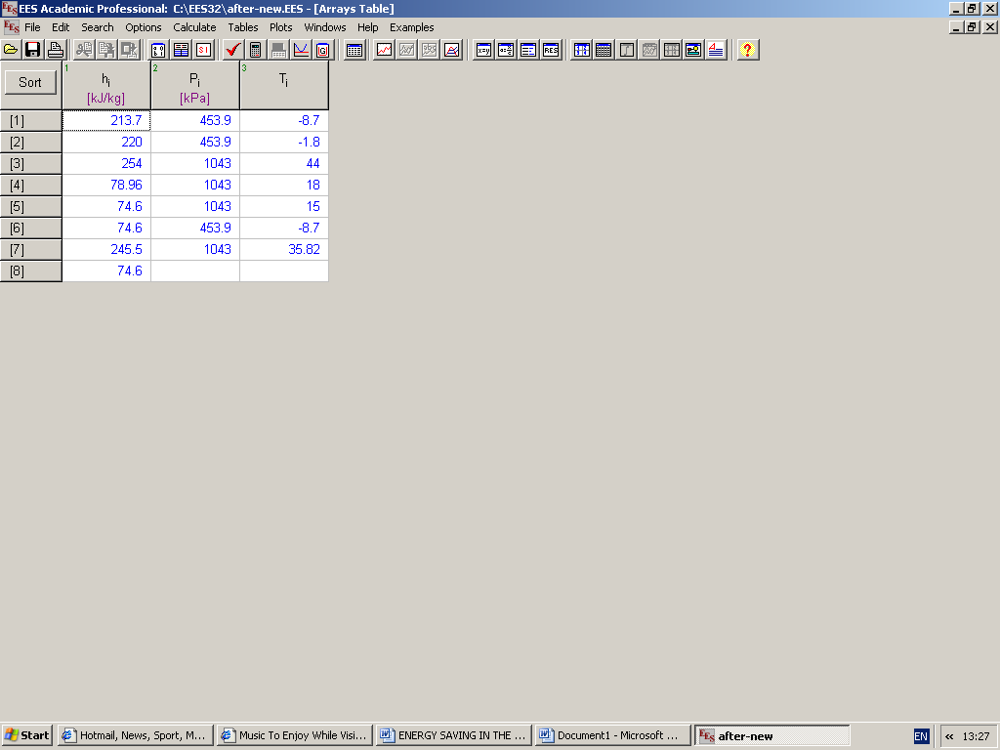 EES Academic Professional: C:\EES32\after-new.EES - [Arrays Table]
File Edit Search Options Calculate Tables Plots Windows Help Examples
Sort
1 hi [kJ/kg] 2 Pi [kPa] 3 Ti
[1] 213.7 453.9 -8.7
[2] 220 453.9 -1.8
[3] 254 1043 44
[4] 78.96 1043 18
[5] 74.6 1043 15
[6] 74.6 453.9 -8.7
[7] 245.5 1043 35.82
[8] 74.6
Start Hotmail, News, Sport, M... Music To Enjoy While Visi... ENERGY SAVING IN THE ... Document1 - Microsoft ... after-new EN « 13:27